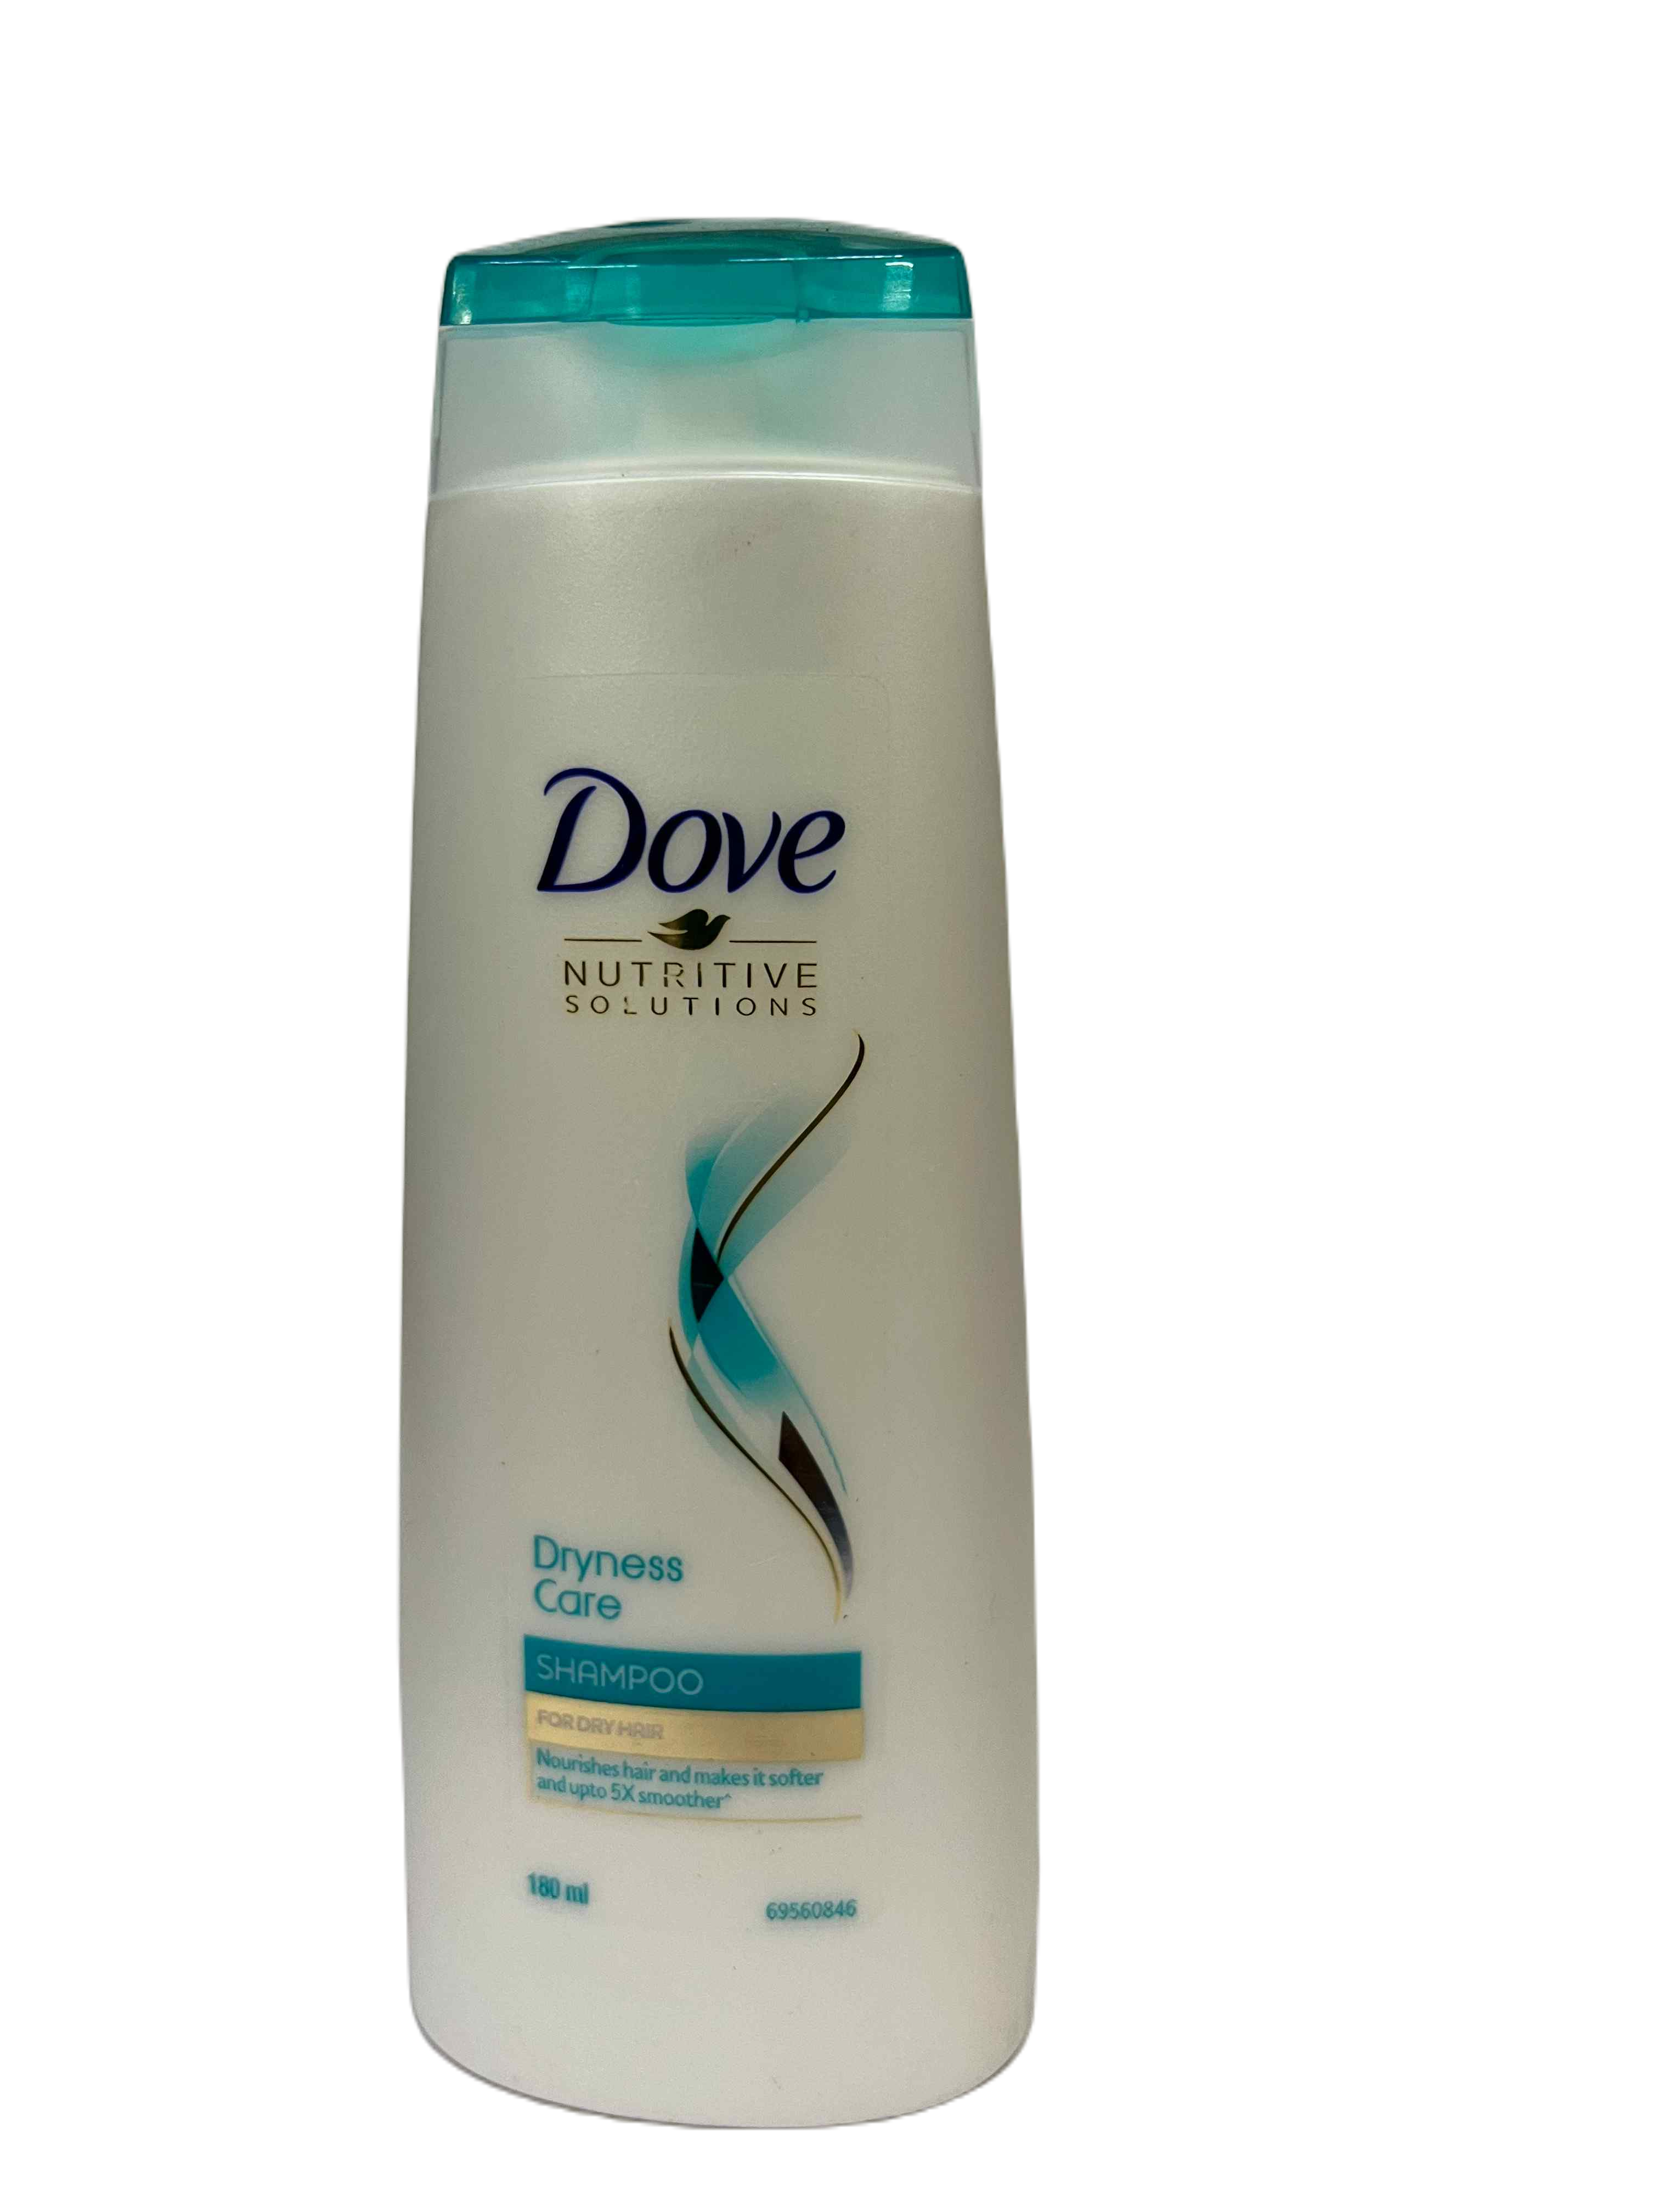 Dove
NUTRITIVE
SOLUTIONS
Dryness
Care
SHAMPOO
FOR DRY HAIR
Nourishes hair and makes it softer
and upto 5X smoother^
180 ml
69560846